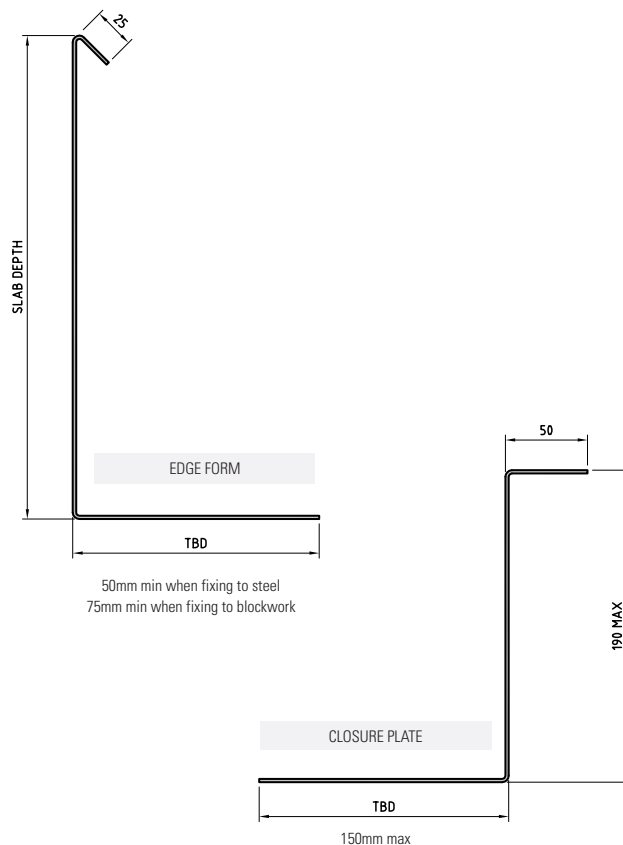 25
SLAB DEPTH
EDGE FORM
TBD
50mm min when fixing to steel
75mm min when fixing to blockwork
50
190 MAX
CLOSURE PLATE
TBD
150mm max